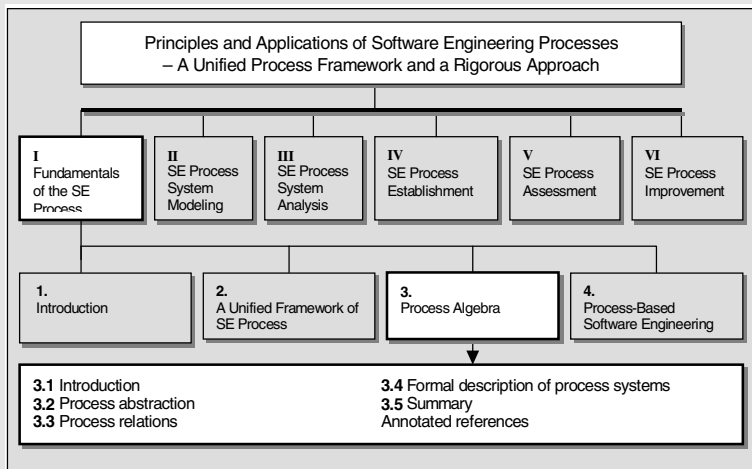 Principles and Applications of Software Engineering Processes
– A Unified Process Framework and a Rigorous Approach
I
Fundamentals
of the SE
Process
II
SE Process
System
Modeling
III
SE Process
System
Analysis
IV
SE Process
Establishment
V
SE Process
Assessment
VI
SE Process
Improvement
1.
Introduction
2.
A Unified Framework of
SE Process
3.
Process Algebra
4.
Process-Based
Software Engineering
3.1 Introduction
3.2 Process abstraction
3.3 Process relations
3.4 Formal description of process systems
3.5 Summary
Annotated references